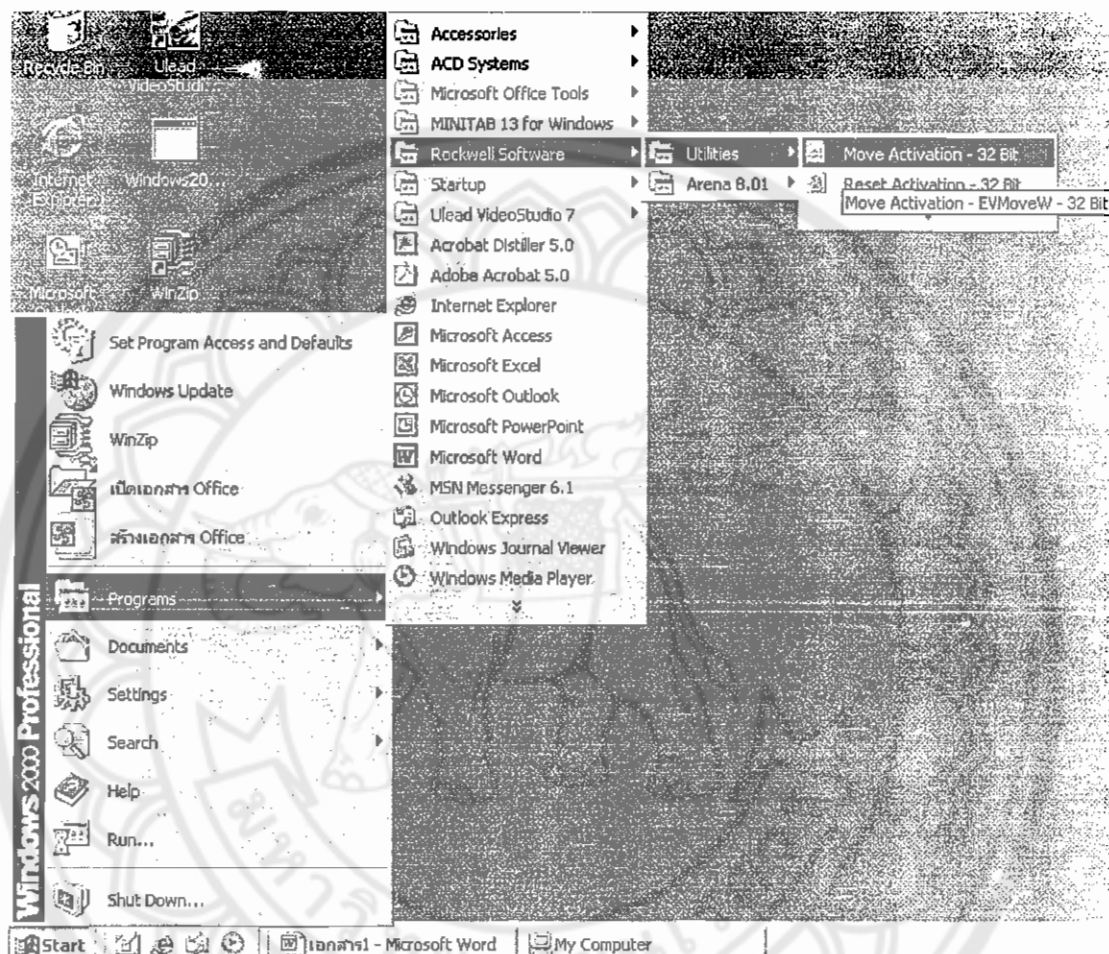 Recycle Bin
Ulead
VideoStudi...
Internet
Explorer
Windows20...
Microsoft
WinZip
Accessories
ACD Systems
Microsoft Office Tools
MINITAB 13 for Windows
Rockwell Software
Startup
Ulead VideoStudio 7
Acrobat Distiller 5.0
Adobe Acrobat 5.0
Internet Explorer
Microsoft Access
Microsoft Excel
Microsoft Outlook
Microsoft PowerPoint
Microsoft Word
MSN Messenger 6.1
Outlook Express
Windows Journal Viewer
Windows Media Player
Utilities
Arena 8.01
Move Activation - 32 Bit
Reset Activation - 32 Bit
Move Activation - EVMoveW - 32 Bit
Set Program Access and Defaults
Windows Update
WinZip
เปิดเอกสาร Office
สร้างเอกสาร Office
Programs
Documents
Settings
Search
Help
Run...
Shut Down...
Windows 2000 Professional
Start
เอกสาร1 - Microsoft Word
My Computer